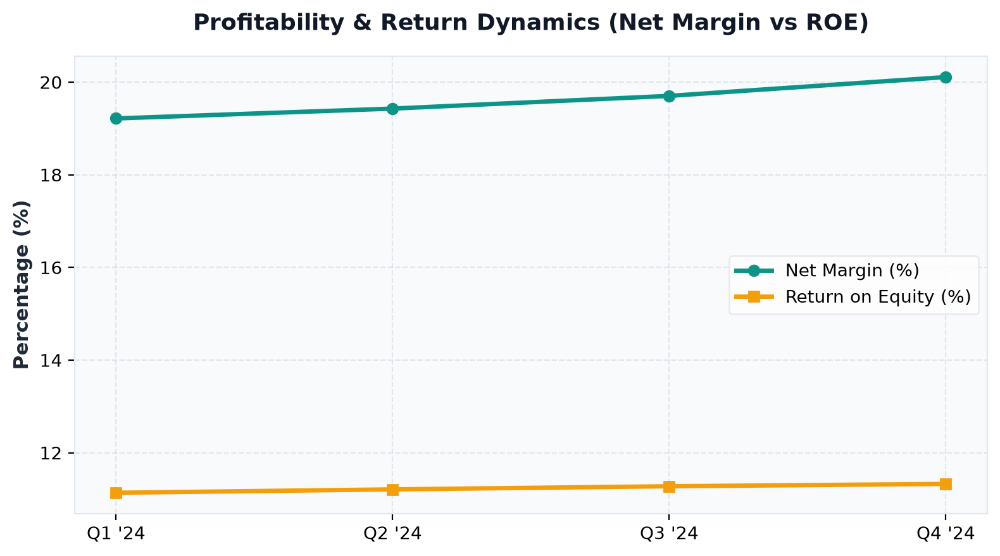 Profitability & Return Dynamics (Net Margin vs ROE)
Percentage (%)
20
18
16
14
12
Net Margin (%)
Return on Equity (%)
Q1 '24
Q2 '24
Q3 '24
Q4 '24